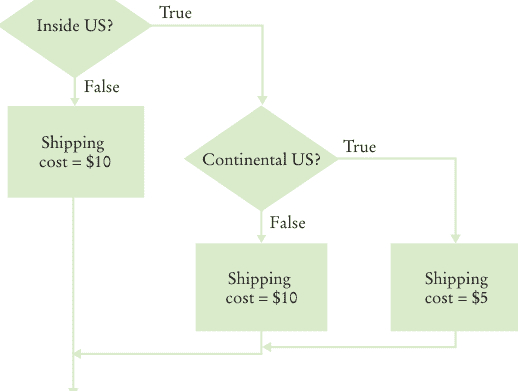 Inside US?
True
False
Shipping
cost = $10
Continental US?
True
False
Shipping
cost = $10
Shipping
cost = $5